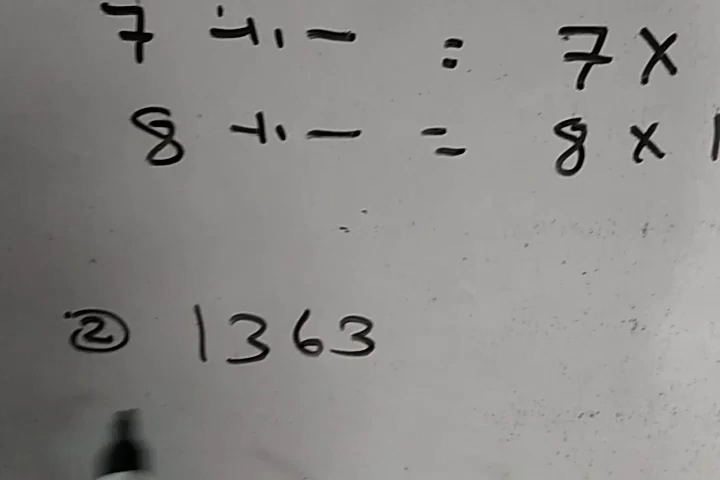 7 ÷ - = 7 ×
8 ÷ - = 8 ×
② 1363